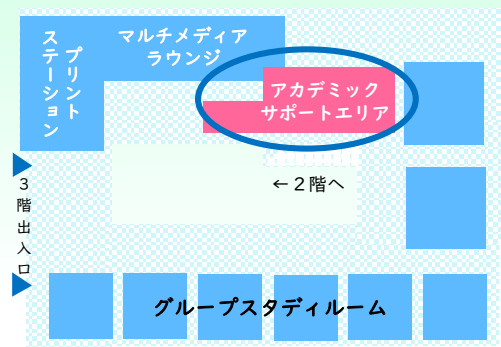 プリント
ステーション
マルチメディア
ラウンジ
アカデミック
サポートエリア
←２階へ
３階出入口
グループスタディルーム